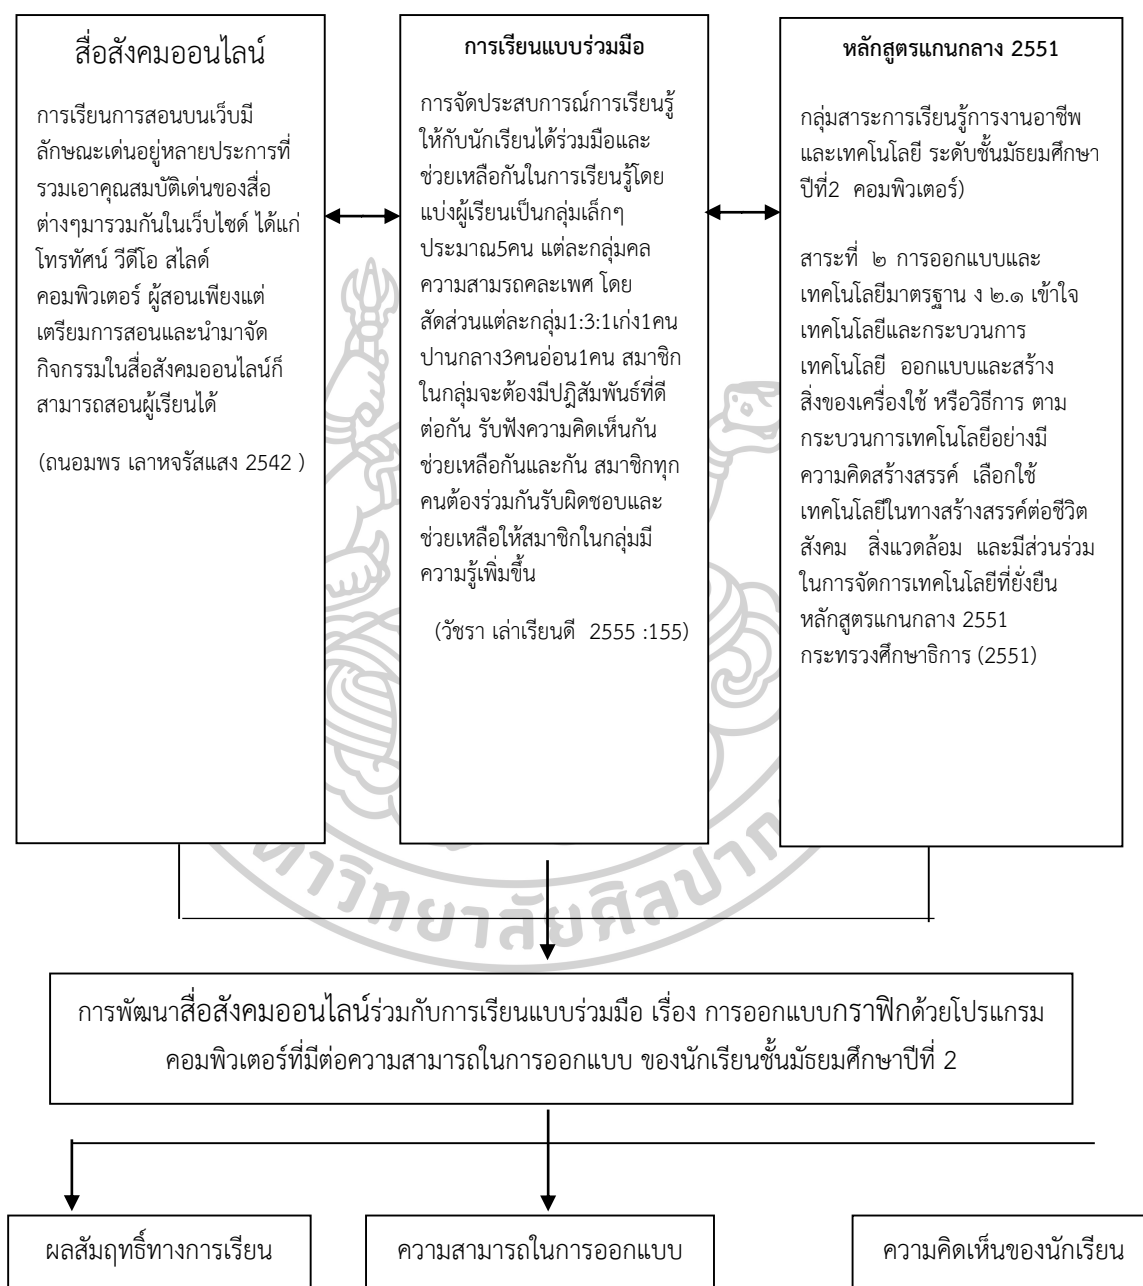 สื่อสังคมออนไลน์
การเรียนการสอนบนเว็บมี
ลักษณะเด่นอยู่หลายประการที่
รวมเอาคุณสมบัติเด่นของสื่อ
ต่างๆมารวมกันในเว็บไซด์ ได้แก่
โทรทัศน์ วีดีโอ สไลด์
คอมพิวเตอร์ ผู้สอนเพียงแต่
เตรียมการสอนและนำมาจัด
กิจกรรมในสื่อสังคมออนไลน์ก็
สามารถสอนผู้เรียนได้
(ถนอมพร เลาหจรัสแสง 2542 )
การเรียนแบบร่วมมือ
การจัดประสบการณ์การเรียนรู้
ให้กับนักเรียนได้ร่วมมือและ
ช่วยเหลือกันในการเรียนรู้โดย
แบ่งผู้เรียนเป็นกลุ่มเล็กๆ
ประมาณ5คน แต่ละกลุ่มคล
ความสามรถคละเพศ โดย
สัดส่วนแต่ละกลุ่ม1:3:1เก่ง1คน
ปานกลาง3คนอ่อน1คน สมาชิก
ในกลุ่มจะต้องมีปฎิสัมพันธ์ที่ดี
ต่อกัน รับฟังความคิดเห็นกัน
ช่วยเหลือกันและกัน สมาชิกทุก
คนต้องร่วมกันรับผิดชอบและ
ช่วยเหลือให้สมาชิกในกลุ่มมี
ความรู้เพิ่มขึ้น
(วัชรา เล่าเรียนดี 2555 :155)
หลักสูตรแกนกลาง 2551
กลุ่มสาระการเรียนรู้การงานอาชีพ
และเทคโนโลยี ระดับชั้นมัธยมศึกษา
ปีที่2 คอมพิวเตอร์)
สาระที่ ๒ การออกแบบและ
เทคโนโลยีมาตรฐาน ง ๒.๑ เข้าใจ
เทคโนโลยีและกระบวนการ
เทคโนโลยี ออกแบบและสร้าง
สิ่งของเครื่องใช้ หรือวิธีการ ตาม
กระบวนการเทคโนโลยีอย่างมี
ความคิดสร้างสรรค์ เลือกใช้
เทคโนโลยีในทางสร้างสรรค์ต่อชีวิต
สังคม สิ่งแวดล้อม และมีส่วนร่วม
ในการจัดการเทคโนโลยีที่ยั่งยืน
หลักสูตรแกนกลาง 2551
กระทรวงศึกษาธิการ (2551)
การพัฒนาสื่อสังคมออนไลน์ร่วมกับการเรียนแบบร่วมมือ เรื่อง การออกแบบกราฟิกด้วยโปรแกรม
คอมพิวเตอร์ที่มีต่อความสามารถในการออกแบบ ของนักเรียนชั้นมัธยมศึกษาปีที่ 2
ผลสัมฤทธิ์ทางการเรียน
ความสามารถในการออกแบบ
ความคิดเห็นของนักเรียน